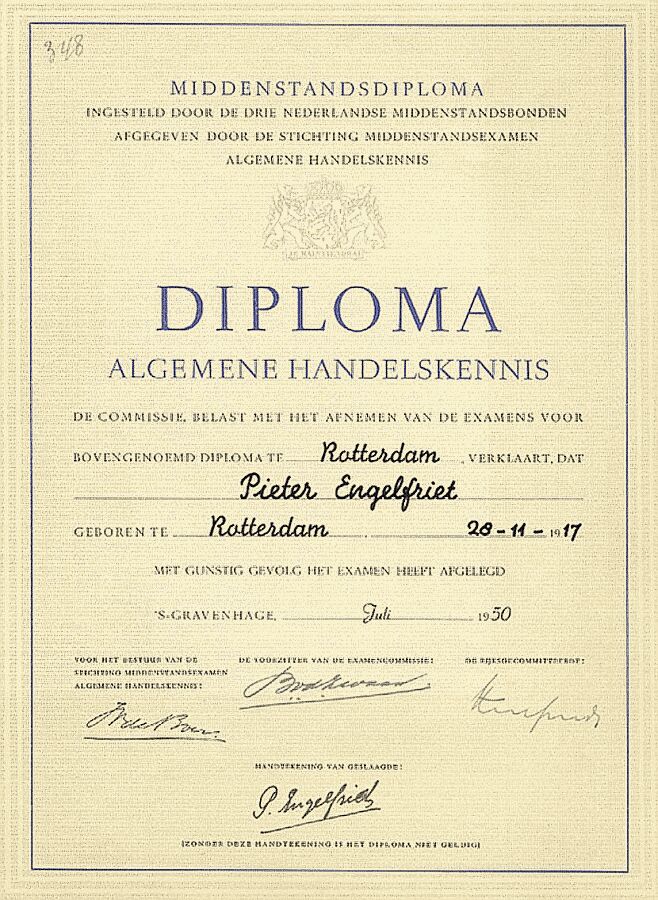 348
MIDDENSTANDSDIPLOMA
INGESTELD DOOR DE DRIE NEDERLANDSE MIDDENSTANDSBONDEN
AFGEGEVEN DOOR DE STICHTING MIDDENSTANDSEXAMEN
ALGEMENE HANDELSKENNIS
JE MAINTIENDRAI
DIPLOMA
ALGEMENE HANDELSKENNIS
DE COMMISSIE, BELAST MET HET AFNEMEN VAN DE EXAMENS VOOR
BOVENGENOEMD DIPLOMA TE Rotterdam, VERKLAART, DAT
Pieter Engelfriet
GEBOREN TE Rotterdam 28-11-1917
MET GUNSTIG GEVOLG HET EXAMEN HEEFT AFGELEGD
'S-GRAVENHAGE, Juli 1950
VOOR HET BESTUUR VAN DE
STICHTING MIDDENSTANDSEXAMEN
ALGEMENE HANDELSKENNIS:
DE VOORZITTER VAN DE EXAMENCOMMISSIE:
DE RIJKSGECOMMITTEERDE:
HANDTEKENING VAN GESLAAGDE:
P. Engelfriet
(ZONDER DEZE HANDTEKENING IS HET DIPLOMA NIET GELDIG)